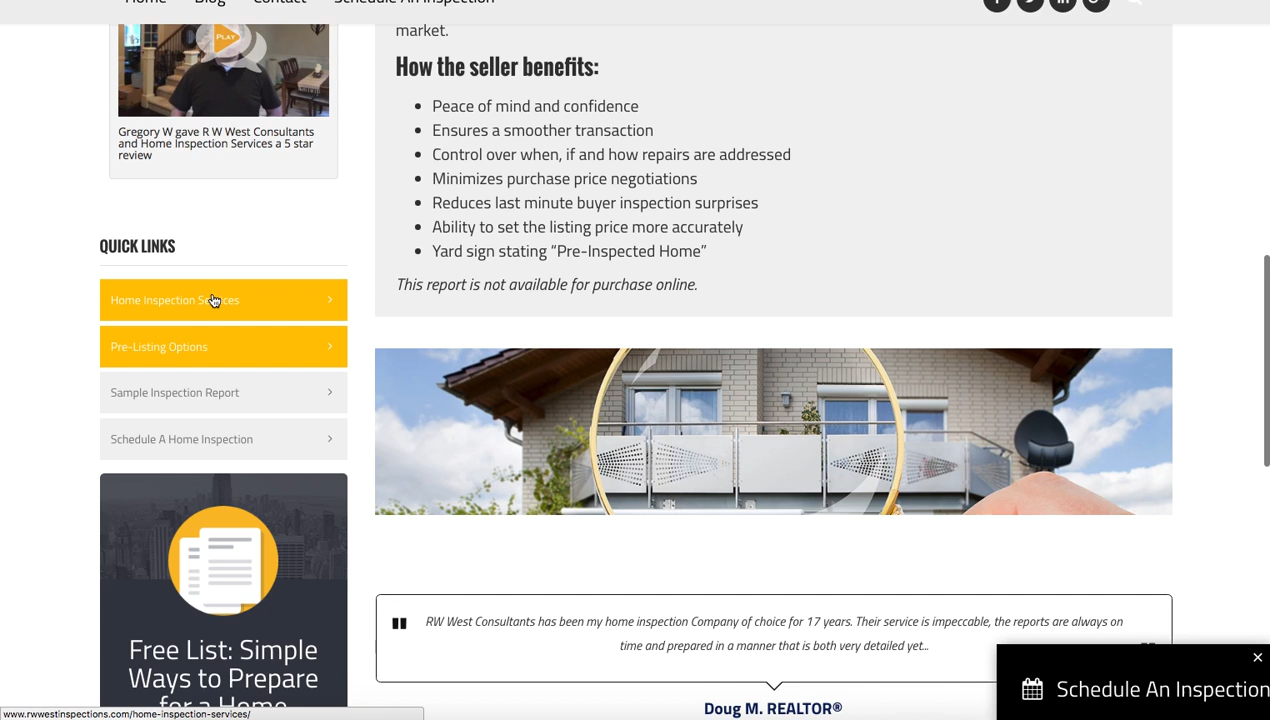 Home Blog Contact Schedule An Inspection
PLAY
Gregory W gave R W West Consultants
and Home Inspection Services a 5 star
review
QUICK LINKS
Home Inspection Services
Pre-Listing Options
Sample Inspection Report
Schedule A Home Inspection
Free List: Simple
Ways to Prepare
for a Home
market.
How the seller benefits:
Peace of mind and confidence
Ensures a smoother transaction
Control over when, if and how repairs are addressed
Minimizes purchase price negotiations
Reduces last minute buyer inspection surprises
Ability to set the listing price more accurately
Yard sign stating “Pre-Inspected Home”
This report is not available for purchase online.
RW West Consultants has been my home inspection Company of choice for 17 years. Their service is impeccable, the reports are always on
time and prepared in a manner that is both very detailed yet...
Doug M. REALTOR®
Schedule An Inspection
www.rwwestinspections.com/home-inspection-services/